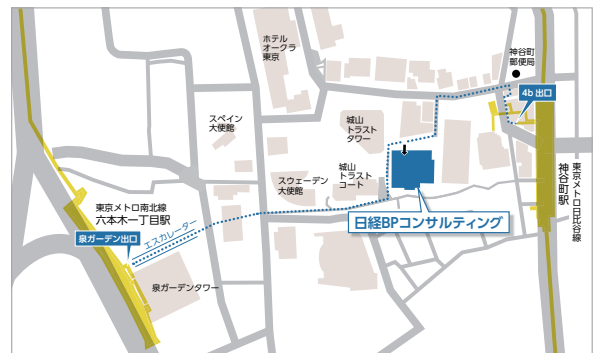 ホテル
オークラ
東京
神谷町
郵便局
4b 出口
スペイン
大使館
城山
トラスト
タワー
城山
トラスト
コート
スウェーデン
大使館
東京メトロ日比谷線
神谷町駅
東京メトロ南北線
六本木一丁目駅
泉ガーデン出口
エスカレーター
日経BPコンサルティング
泉ガーデンタワー